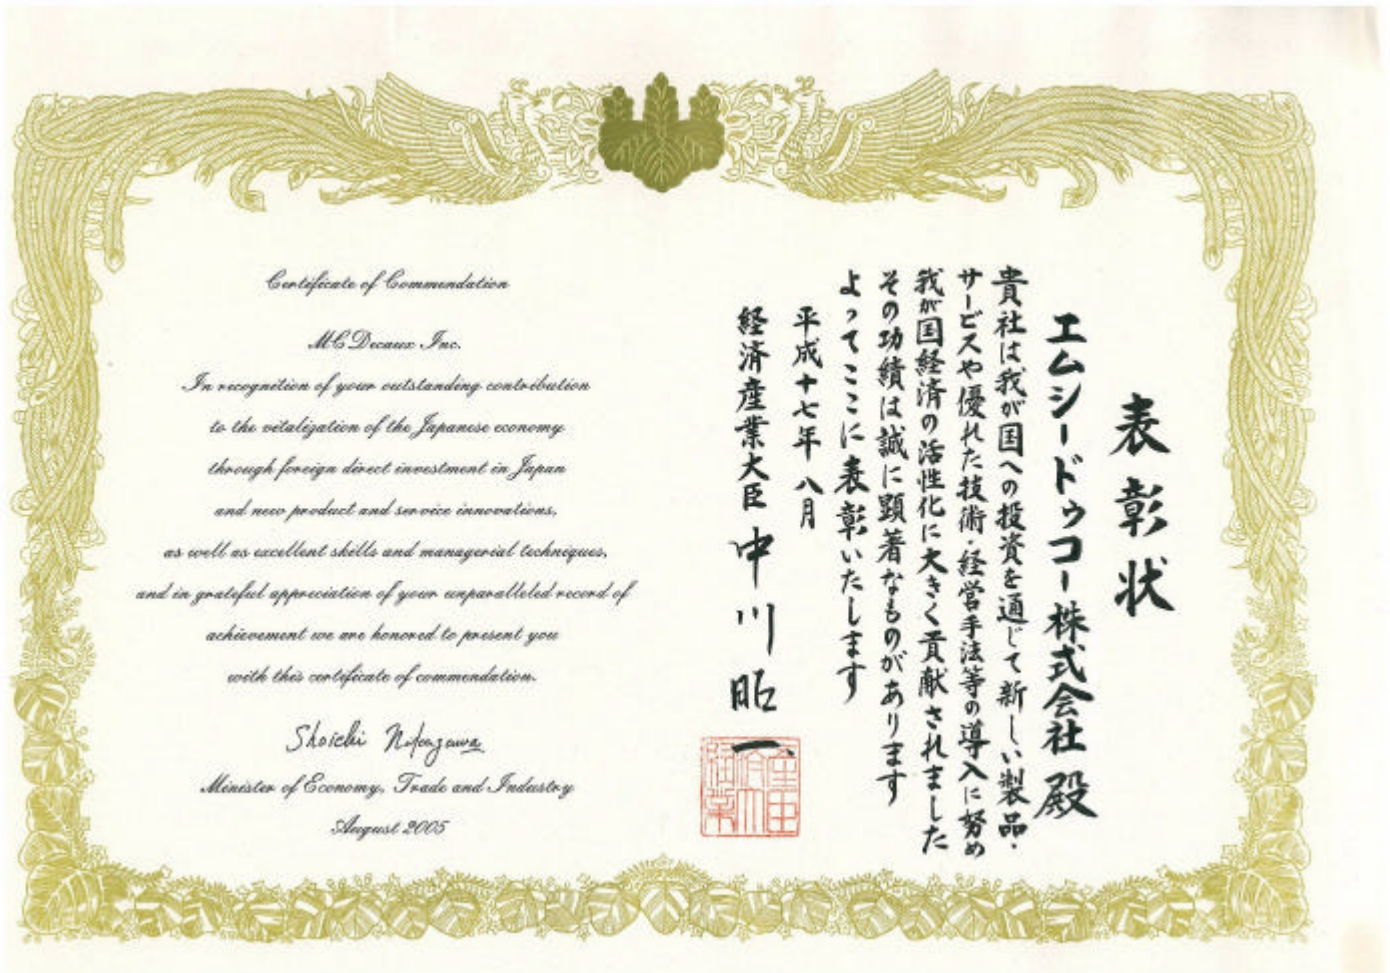 Certificate of Commendation
MCDecaux Inc.
In recognition of your outstanding contribution
to the vitalization of the Japanese economy
through foreign direct investment in Japan
and new product and service innovations,
as well as excellent skills and managerial techniques,
and in grateful appreciation of your unparalleled record of
achievement we are honored to present you
with this certificate of commendation.
Shoichi Nakagawa
Minister of Economy, Trade and Industry
August 2005
表彰状
エムシードゥコー株式会社 殿
貴社は我が国への投資を通じて新しい製品・
サービスや優れた技術・経営手法等の導入に努め
我が国経済の活性化に大きく貢献されました
その功績は誠に顕著なものがあります
よってここに表彰いたします
平成十七年八月
経済産業大臣 中川昭一